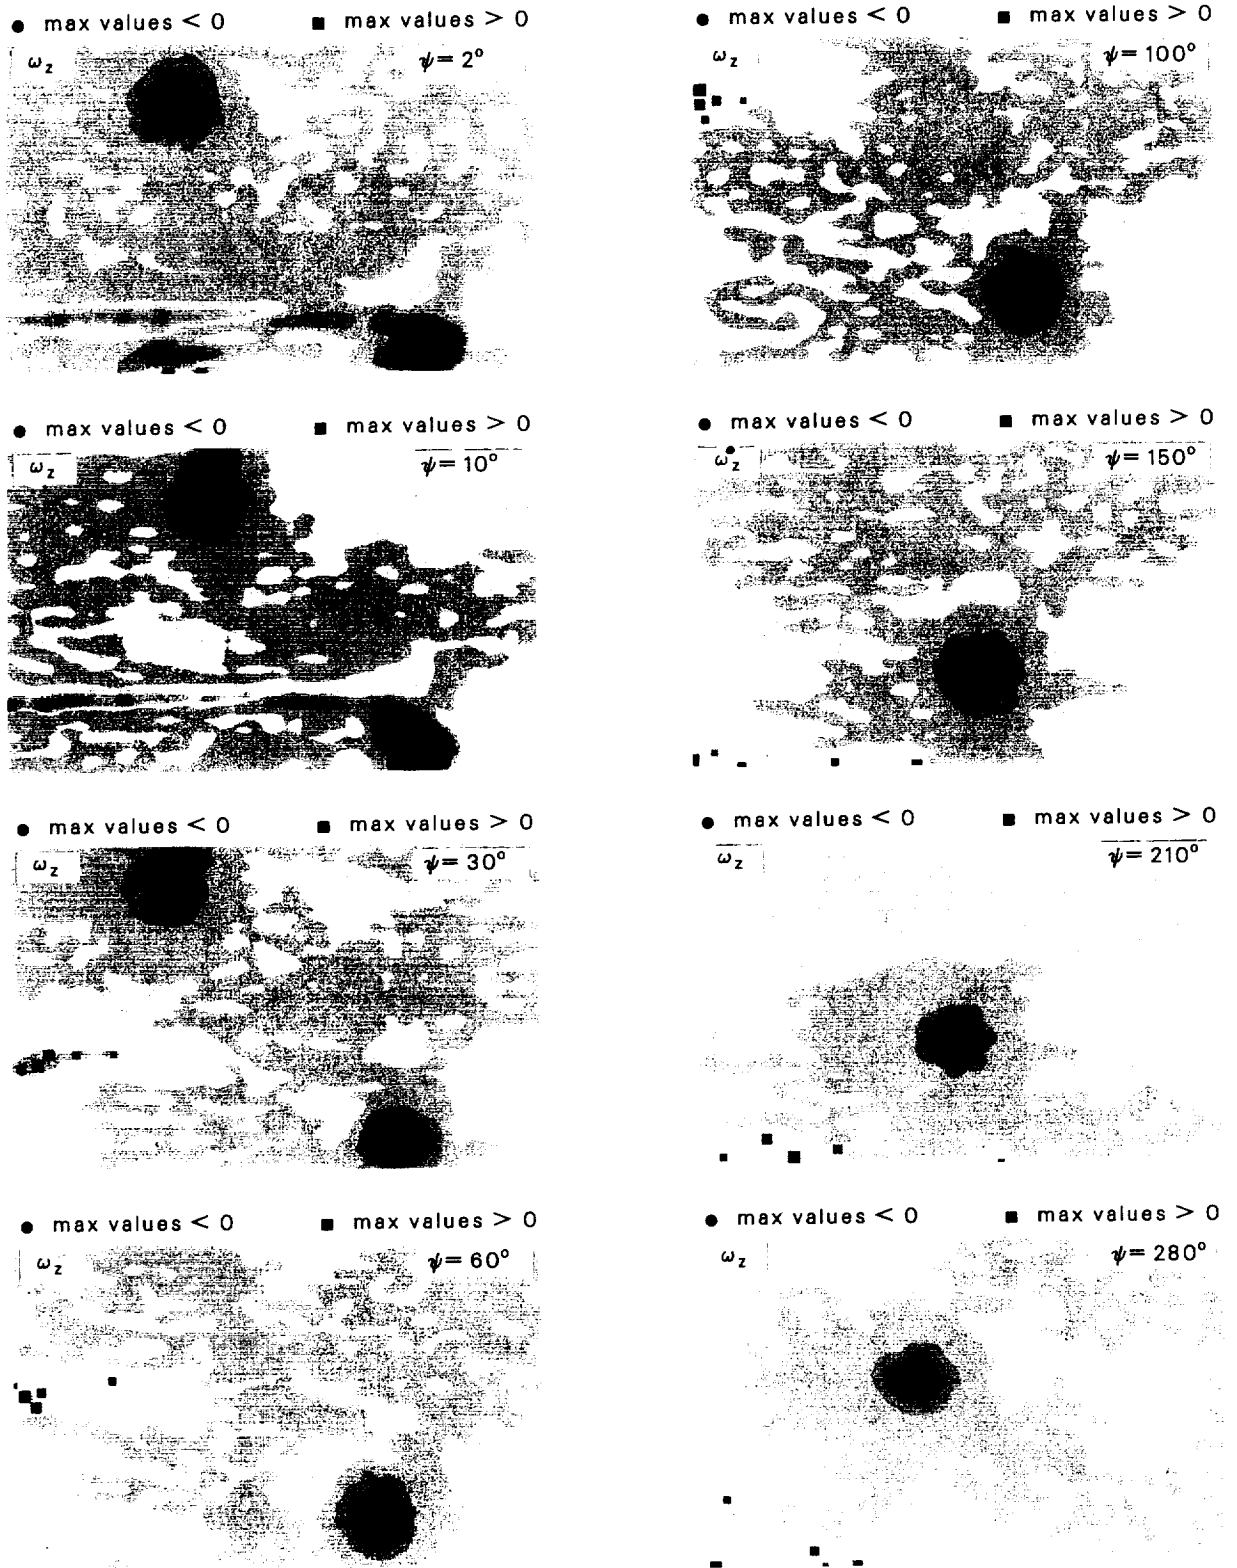 ● max values < 0 ■ max values > 0
ω_z ψ = 2°
● max values < 0 ■ max values > 0
ω_z ψ = 10°
● max values < 0 ■ max values > 0
ω_z ψ = 30°
● max values < 0 ■ max values > 0
ω_z ψ = 60°
● max values < 0 ■ max values > 0
ω_z ψ = 100°
● max values < 0 ■ max values > 0
ω_z ψ = 150°
● max values < 0 ■ max values > 0
ω_z ψ = 210°
● max values < 0 ■ max values > 0
ω_z ψ = 280°